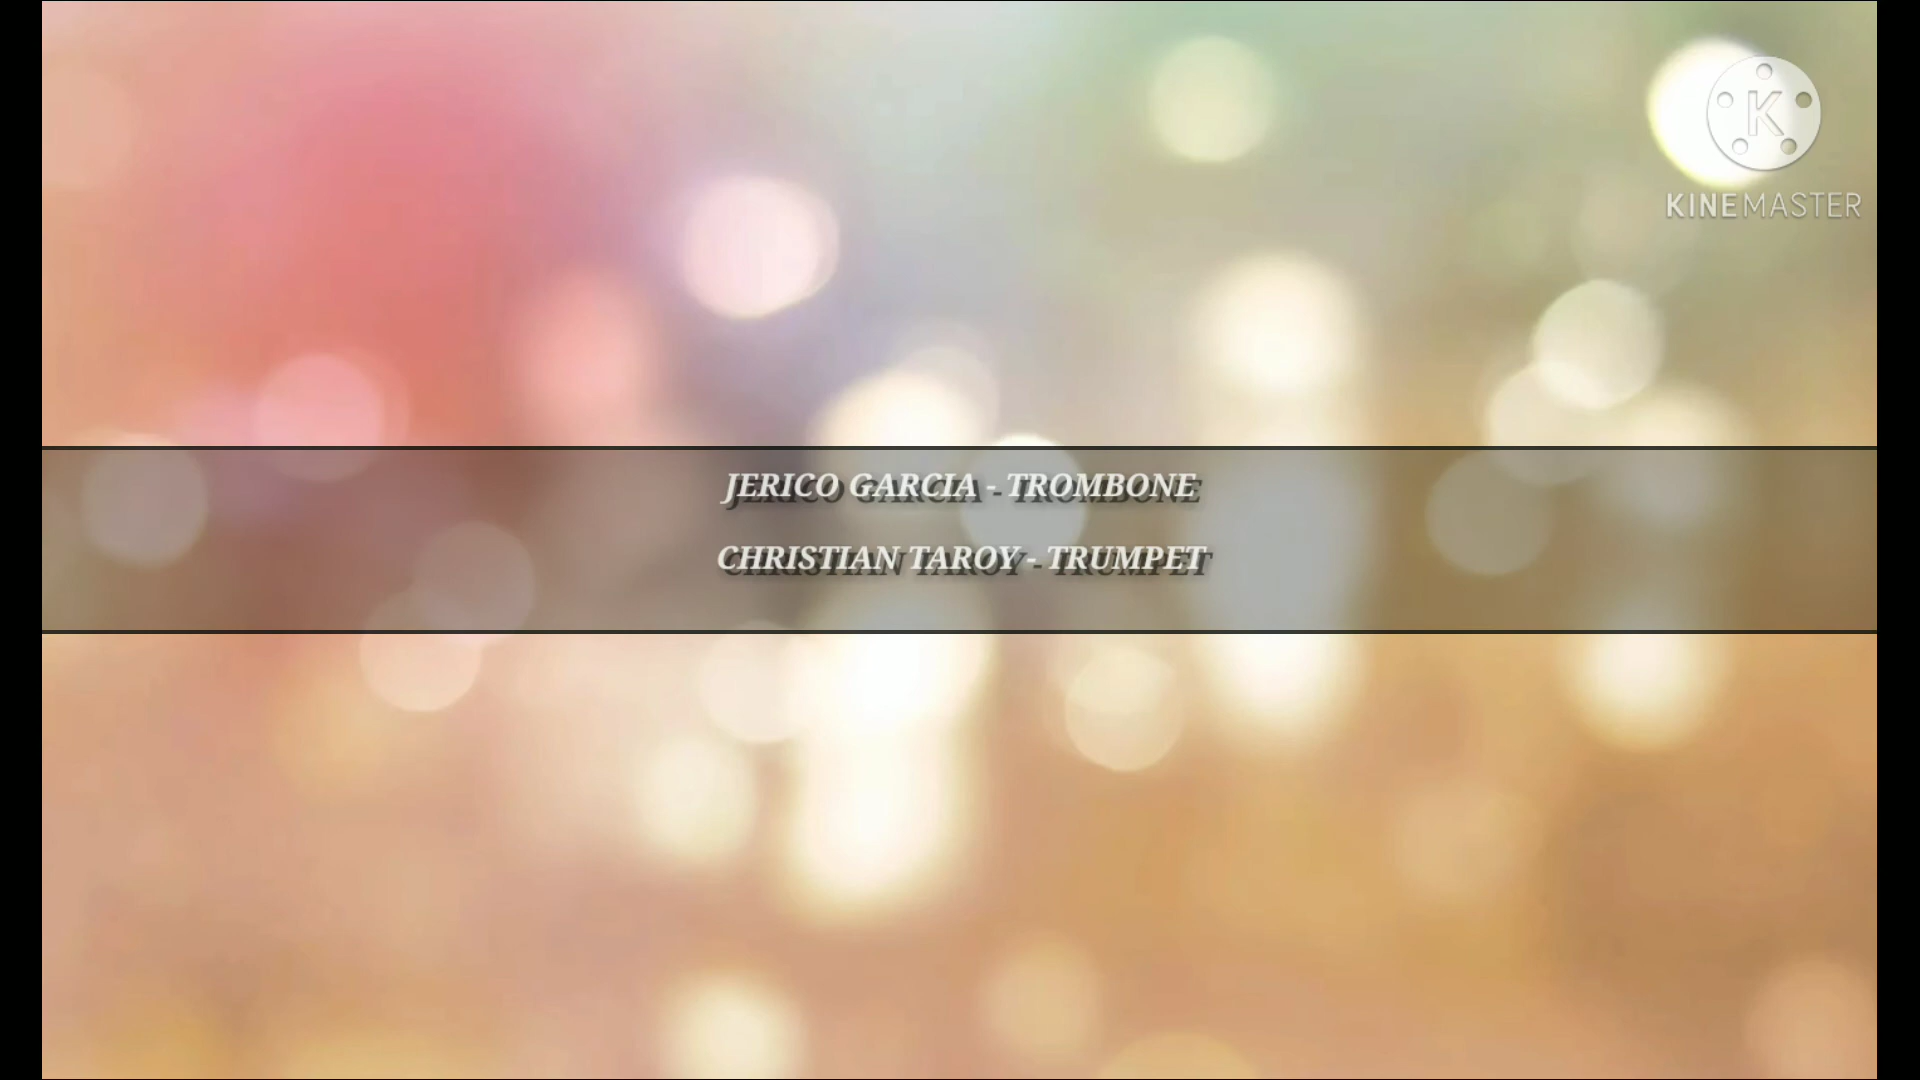 K
KINEMASTER
JERICO GARCIA - TROMBONE
CHRISTIAN TAROY - TRUMPET